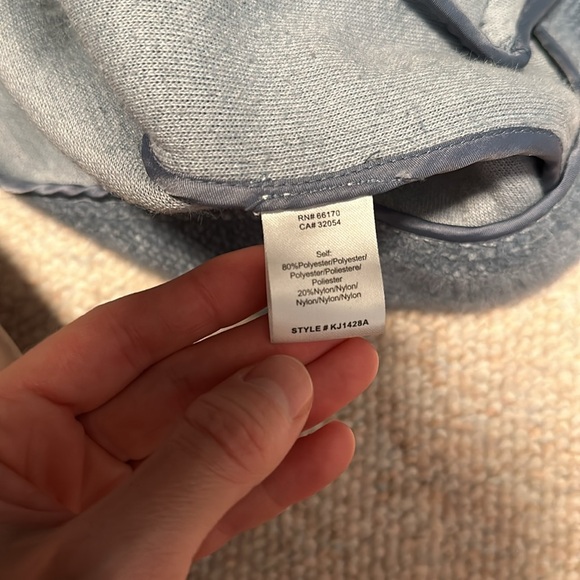 RN# 66170
CA# 32054
Self:
80%Polyester/Polyester/
Polyester/Poliestere/
Poliester
20%Nylon/Nylon/
Nylon/Nylon/Nylon
STYLE # KJ1428A